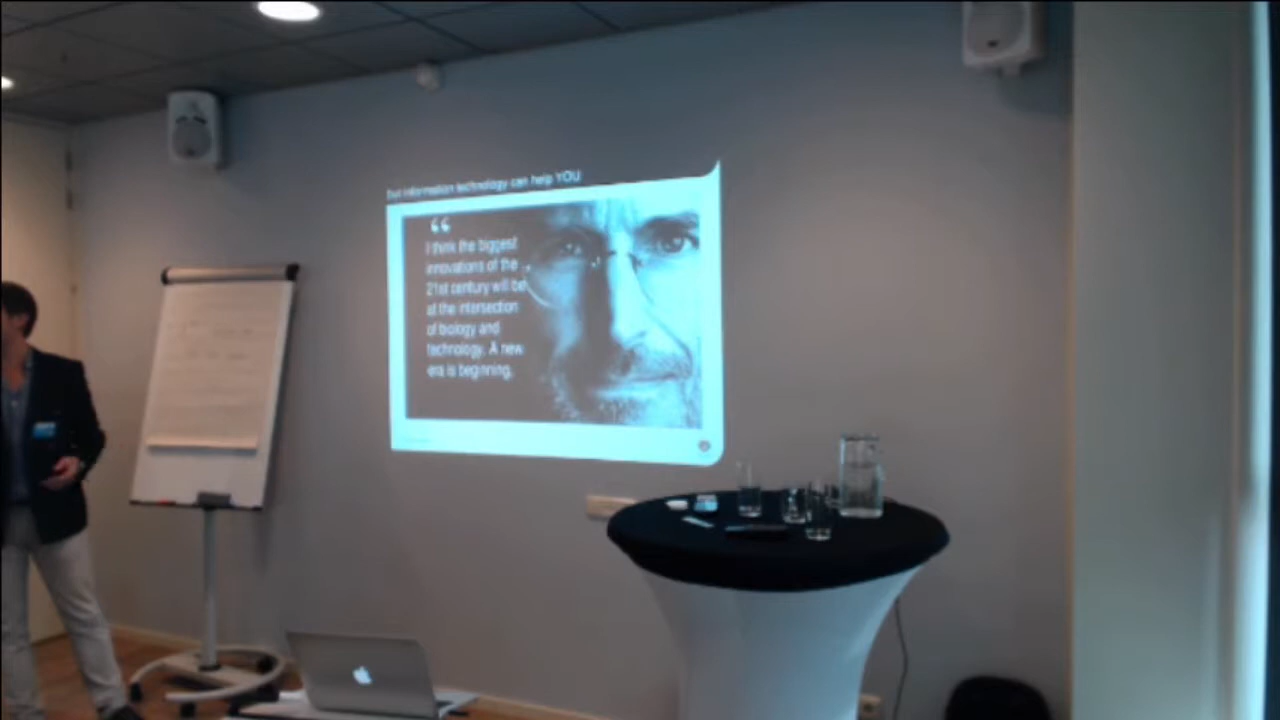 But information technology can help YOU
“
I think the biggest
innovations of the
21st century will be
at the intersection
of biology and
technology. A new
era is beginning.